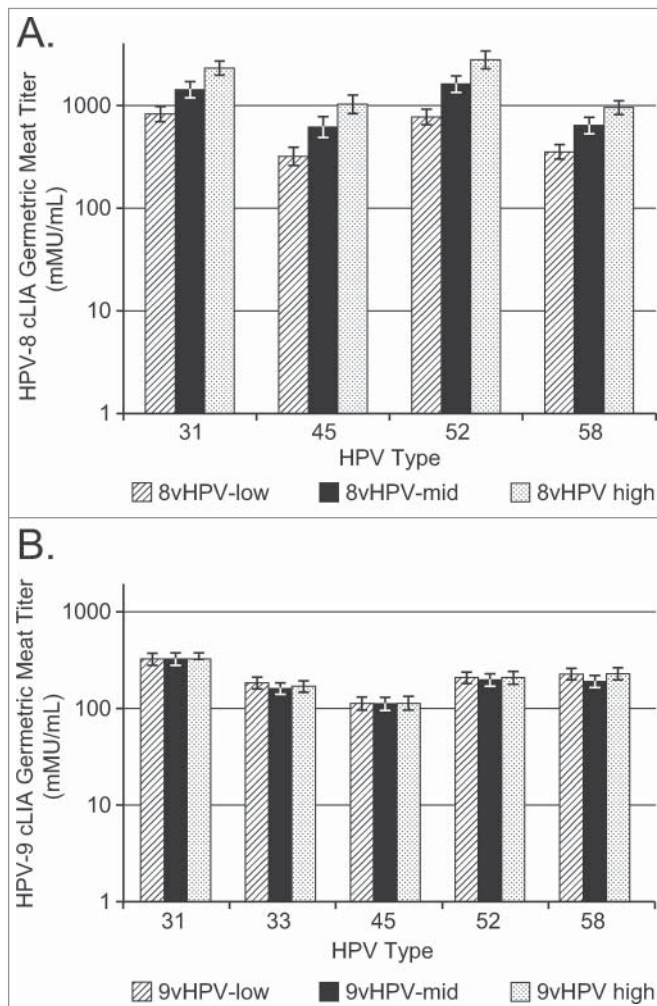 A.
HPV-8 cLIA Germetric Meat Titer
(mMU/mL)
1000
100
10
1
31 45 52 58
HPV Type
8vHPV-low 8vHPV-mid 8vHPV high
B.
HPV-9 cLIA Germetric Meat Titer
(mMU/mL)
1000
100
10
1
31 33 45 52 58
HPV Type
9vHPV-low 9vHPV-mid 9vHPV high